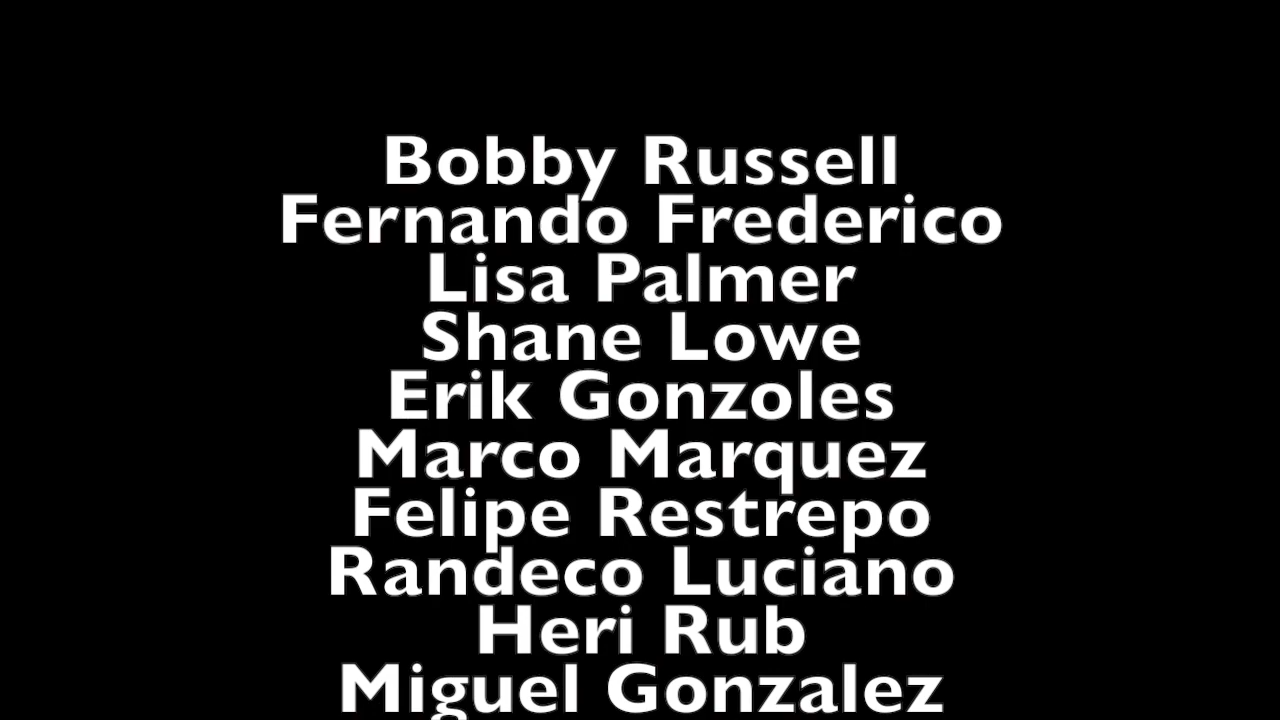 Bobby Russell
Fernando Frederico
Lisa Palmer
Shane Lowe
Erik Gonzoles
Marco Marquez
Felipe Restrepo
Randeco Luciano
Heri Rub
Miguel Gonzalez